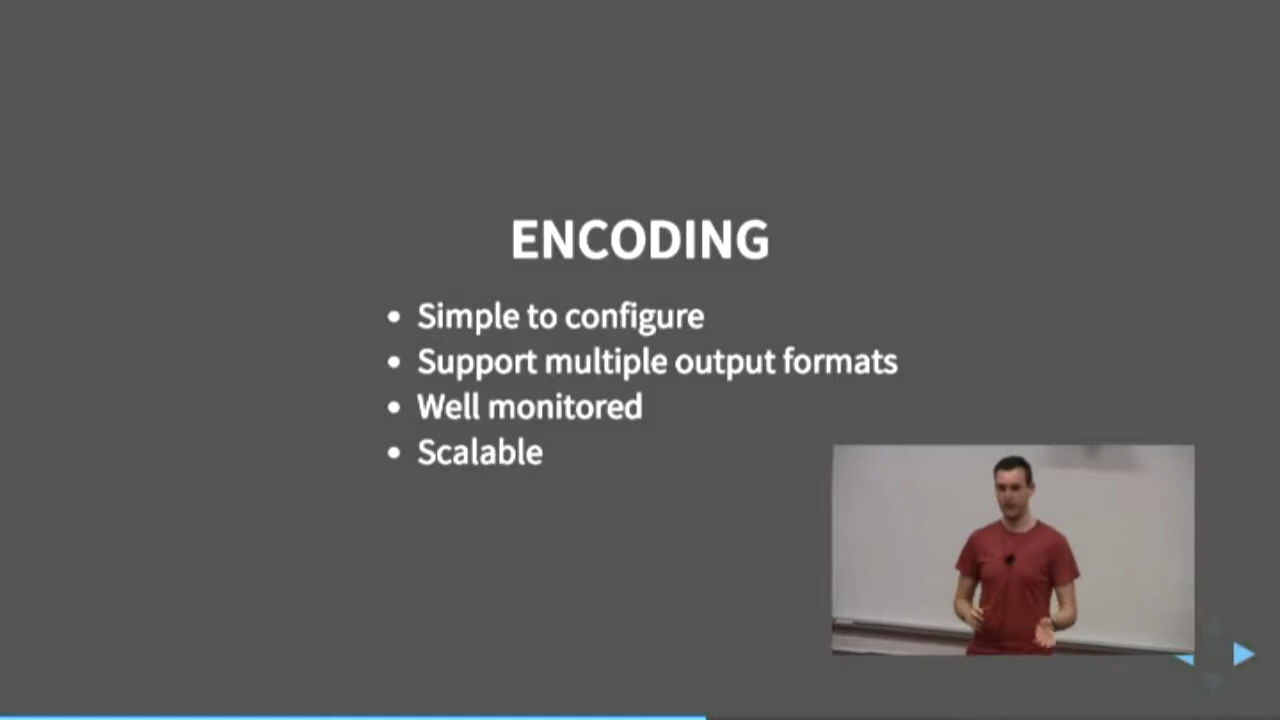 ENCODING
Simple to configure
Support multiple output formats
Well monitored
Scalable